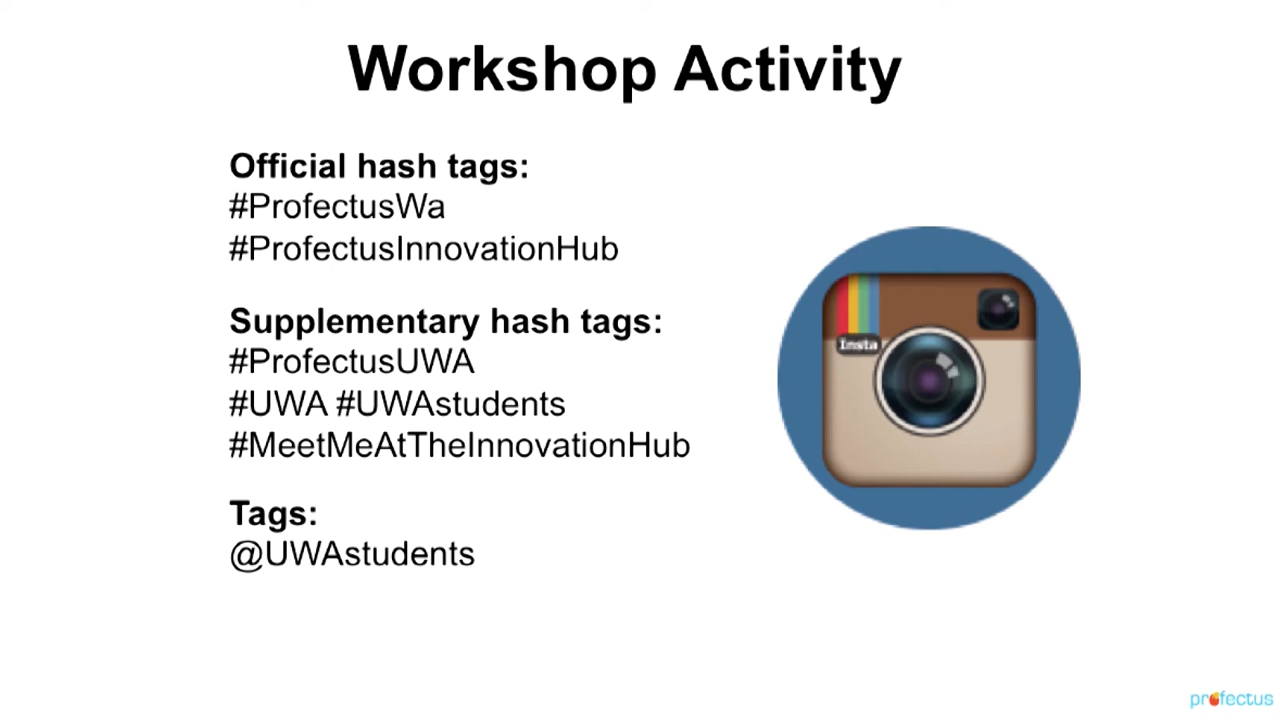 Workshop Activity
Official hash tags:
#ProfectusWa
#ProfectusInnovationHub
Supplementary hash tags:
#ProfectusUWA
#UWA #UWAstudents
#MeetMeAtTheInnovationHub
Tags:
@UWAstudents
Insta
profectus